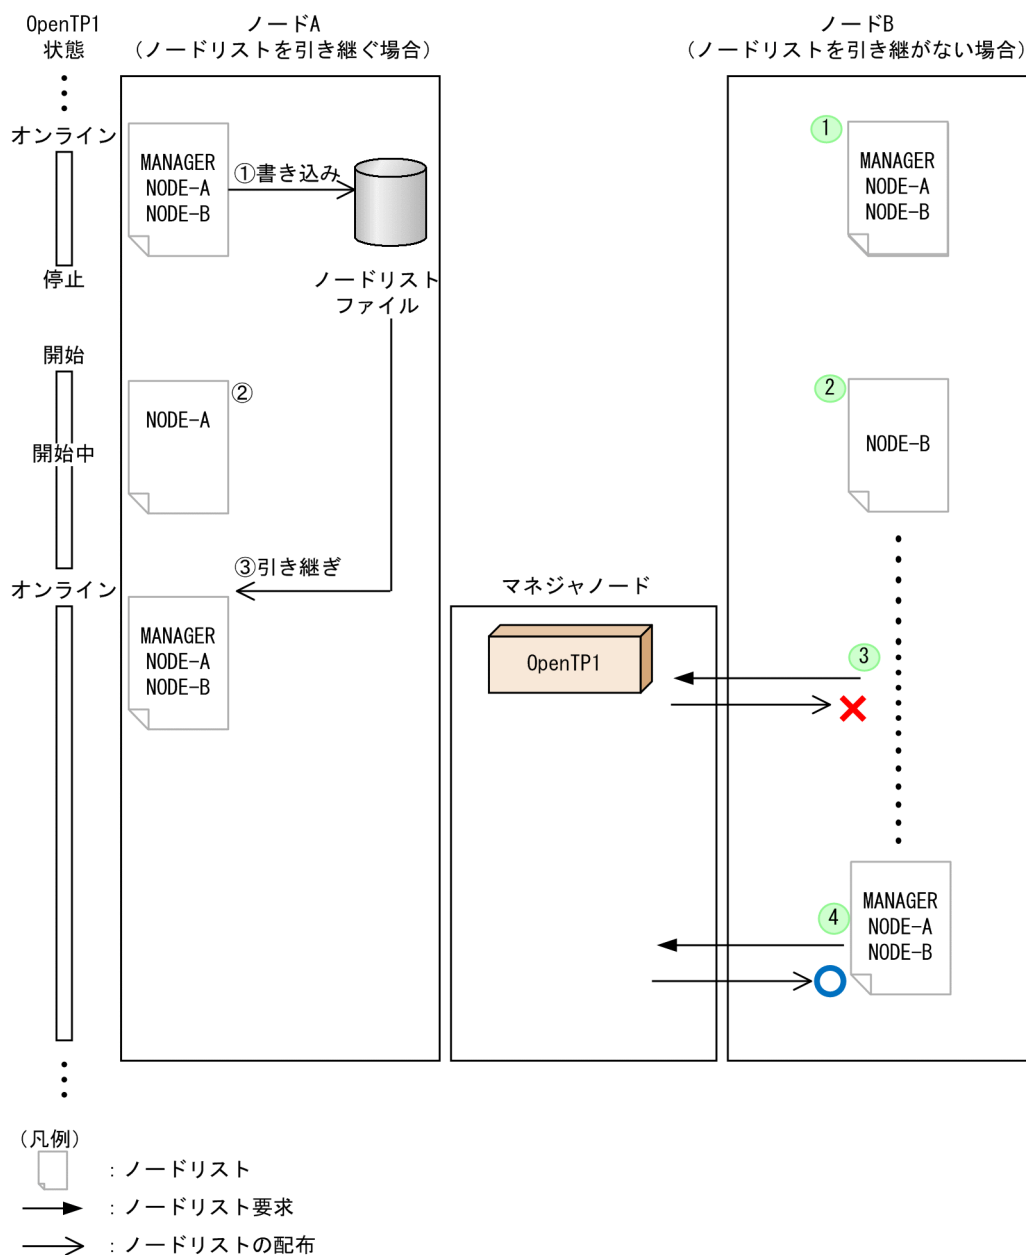 OpenTP1
状態
ノードA
(ノードリストを引き継ぐ場合)
ノードB
(ノードリストを引き継がない場合)
オンライン
MANAGER
NODE-A
NODE-B
①書き込み
ノードリスト
ファイル
1
MANAGER
NODE-A
NODE-B
停止
開始
NODE-A
②
2
NODE-B
開始中
③引き継ぎ
オンライン
MANAGER
NODE-A
NODE-B
マネジャノード
OpenTP1
3
4
MANAGER
NODE-A
NODE-B
(凡例)
: ノードリスト
: ノードリスト要求
: ノードリストの配布